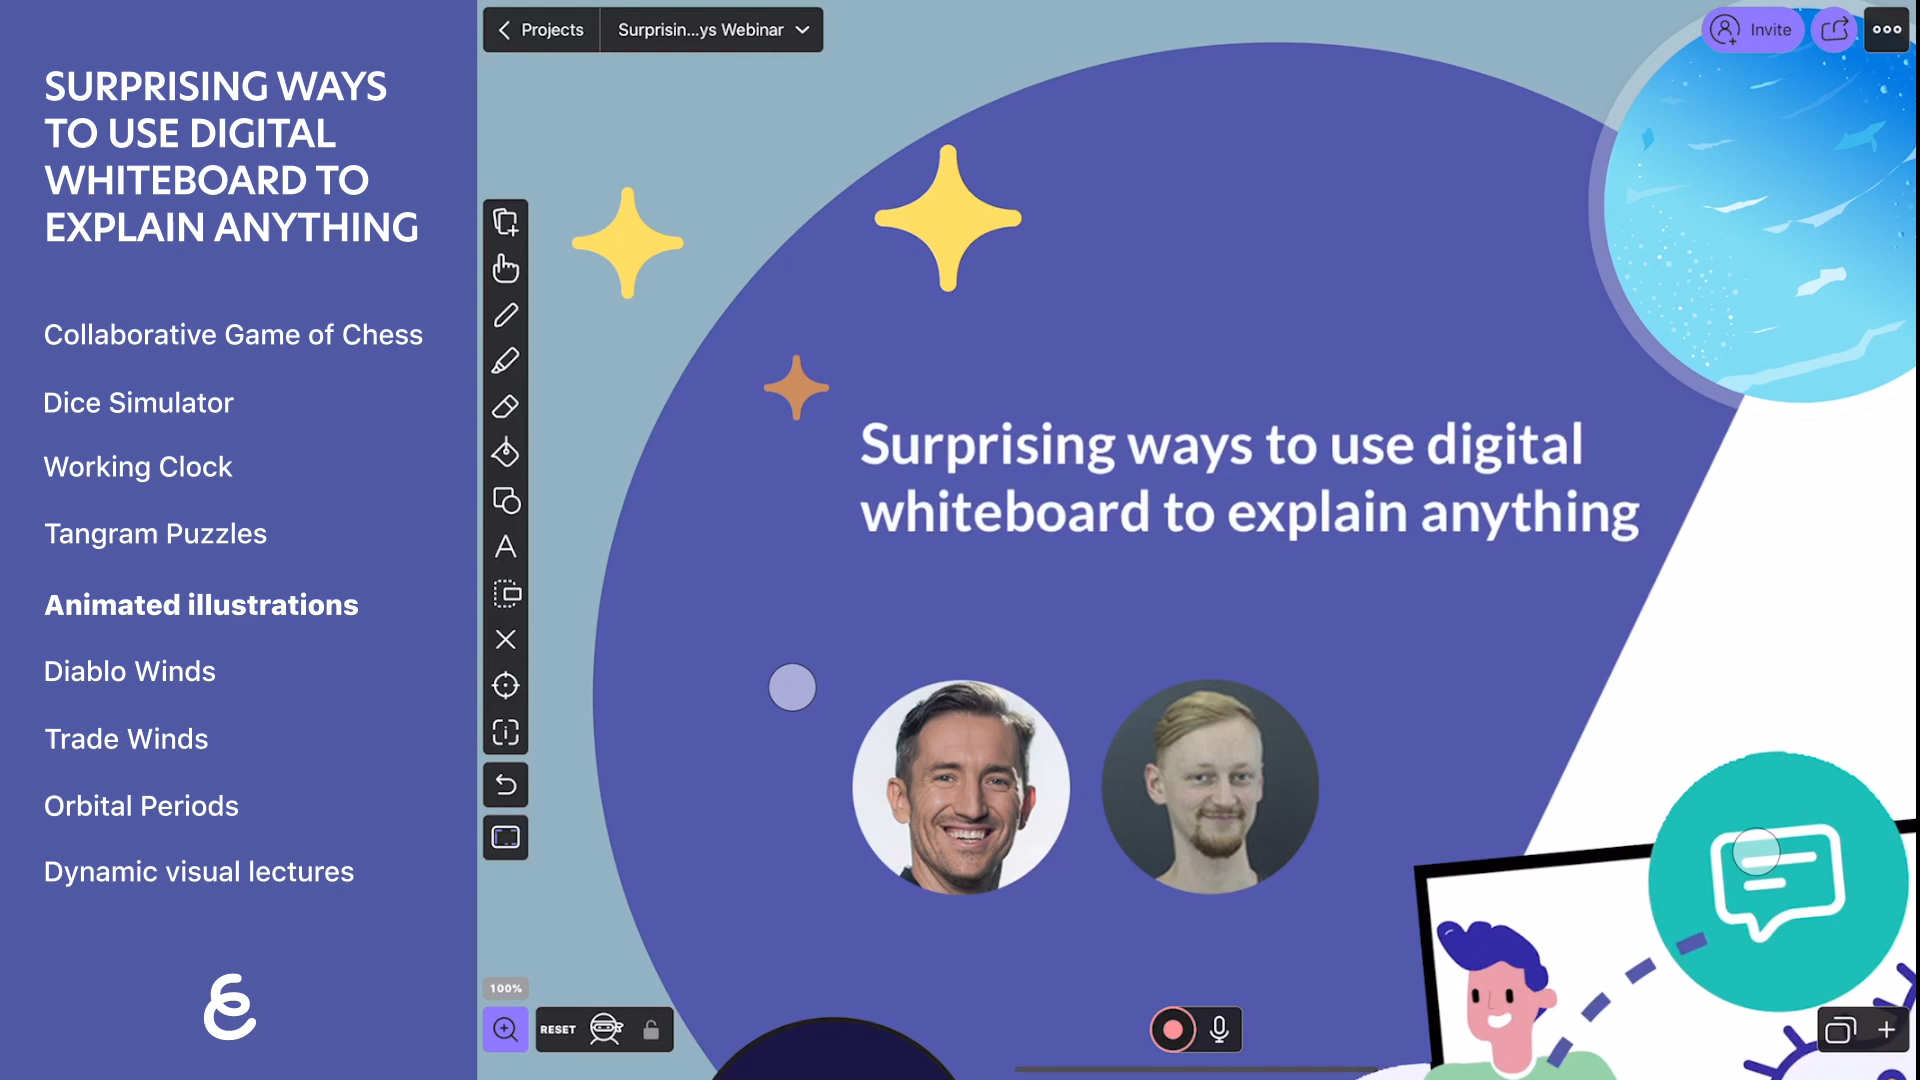 SURPRISING WAYS
TO USE DIGITAL
WHITEBOARD TO
EXPLAIN ANYTHING
Collaborative Game of Chess
Dice Simulator
Working Clock
Tangram Puzzles
Animated illustrations
Diablo Winds
Trade Winds
Orbital Periods
Dynamic visual lectures
Projects
Surprisin...ys Webinar
Invite
Surprising ways to use digital
whiteboard to explain anything
100%
RESET